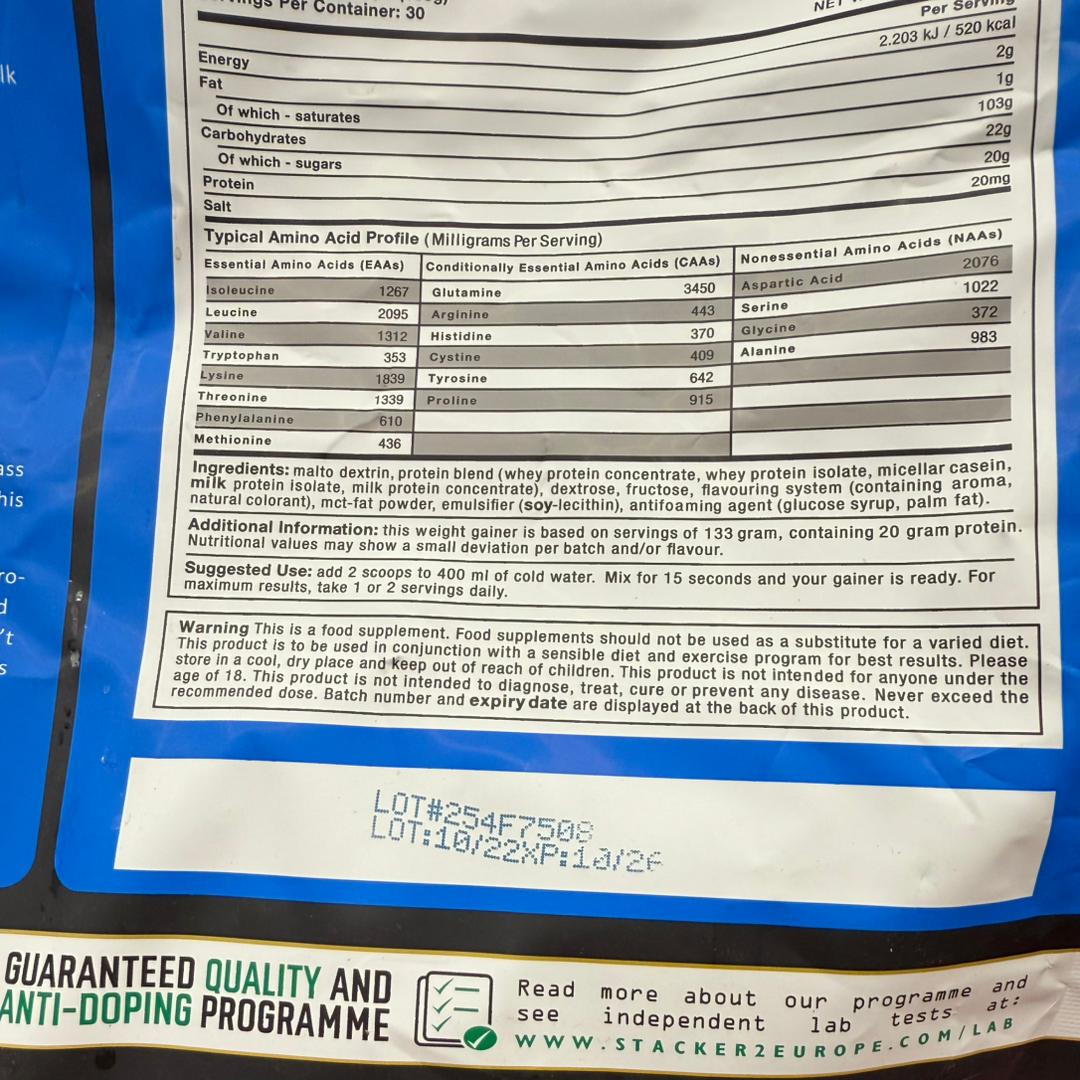 lk
Per Container: 30
Per Serving
Energy 2.203 kJ / 520 kcal
Fat 2g
Of which - saturates 1g
Carbohydrates 103g
Of which - sugars 22g
Protein 20g
Salt 20mg
Typical Amino Acid Profile (Milligrams Per Serving)
Essential Amino Acids (EAAs) Conditionally Essential Amino Acids (CAAs) Nonessential Amino Acids (NAAs)
Isoleucine 1267 Glutamine 3450 Aspartic Acid 2076
Leucine 2095 Arginine 443 Serine 1022
Valine 1312 Histidine 370 Glycine 372
Tryptophan 353 Cystine 409 Alanine 983
Lysine 1839 Tyrosine 642
Threonine 1339 Proline 915
Phenylalanine 610
Methionine 436
Ingredients: malto dextrin, protein blend (whey protein concentrate, whey protein isolate, micellar casein,
milk protein isolate, milk protein concentrate), dextrose, fructose, flavouring system (containing aroma,
natural colorant), mct-fat powder, emulsifier (soy-lecithin), antifoaming agent (glucose syrup, palm fat).
Additional Information: this weight gainer is based on servings of 133 gram, containing 20 gram protein.
Nutritional values may show a small deviation per batch and/or flavour.
Suggested Use: add 2 scoops to 400 ml of cold water. Mix for 15 seconds and your gainer is ready. For
maximum results, take 1 or 2 servings daily.
Warning This is a food supplement. Food supplements should not be used as a substitute for a varied diet.
This product is to be used in conjunction with a sensible diet and exercise program for best results. Please
store in a cool, dry place and keep out of reach of children. This product is not intended for anyone under the
age of 18. This product is not intended to diagnose, treat, cure or prevent any disease. Never exceed the
recommended dose. Batch number and expiry date are displayed at the back of this product.
LOT#254F7508
LOT:10/22XP:10/26
GUARANTEED QUALITY AND
ANTI-DOPING PROGRAMME
Read more about our programme and
see independent lab tests at:
WWW.STACKER2EUROPE.COM/LAB